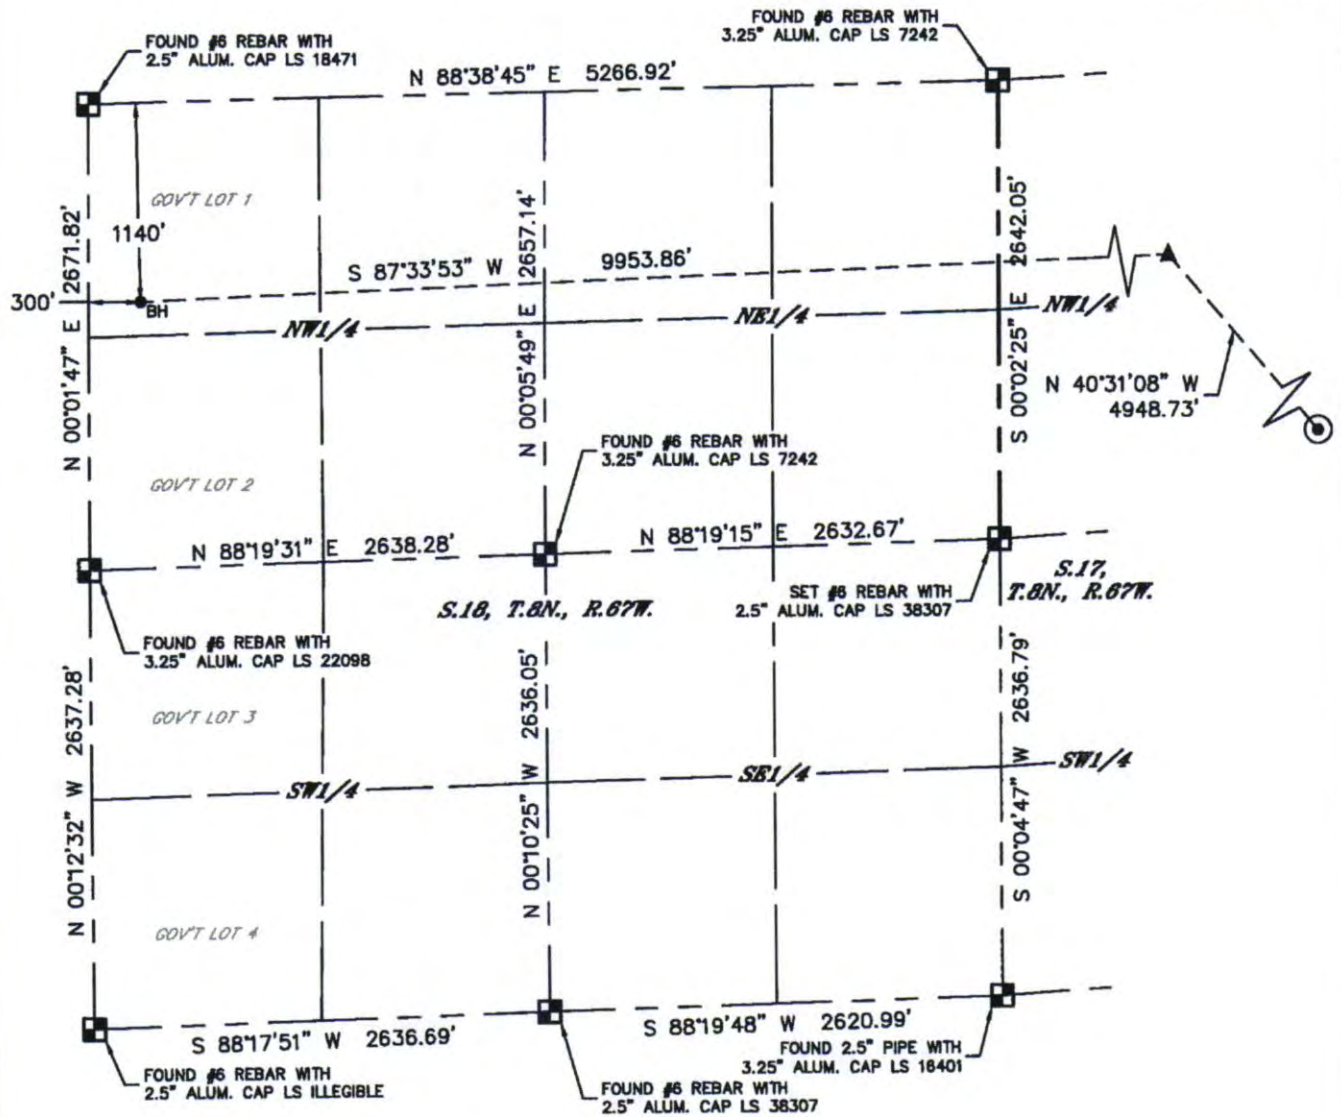 FOUND #6 REBAR WITH
2.5" ALUM. CAP LS 18471
FOUND #6 REBAR WITH
3.25" ALUM. CAP LS 7242
N 88°38'45" E 5266.92'
GOV'T LOT 1
1140'
N 00°01'47" E 2671.82'
N 00°05'49" E 2657.14'
S 00°02'25" E 2642.05'
S 87°33'53" W 9953.86'
300'
BH
NW1/4
NE1/4
NW1/4
N 40°31'08" W
4948.73'
FOUND #6 REBAR WITH
3.25" ALUM. CAP LS 7242
GOV'T LOT 2
N 88°19'31" E 2638.28'
N 88°19'15" E 2632.67'
S.17,
T.8N., R.67W.
S.18, T.8N., R.67W.
SET #6 REBAR WITH
2.5" ALUM. CAP LS 38307
FOUND #6 REBAR WITH
3.25" ALUM. CAP LS 22098
N 00°12'32" W 2637.28'
N 00°10'25" W 2636.05'
S 00°04'47" W 2636.79'
GOV'T LOT 3
SW1/4
SE1/4
SW1/4
GOV'T LOT 4
S 88°17'51" W 2636.69'
S 88°19'48" W 2620.99'
FOUND 2.5" PIPE WITH
3.25" ALUM. CAP LS 16401
FOUND #6 REBAR WITH
2.5" ALUM. CAP LS ILLEGIBLE
FOUND #6 REBAR WITH
2.5" ALUM. CAP LS 38307